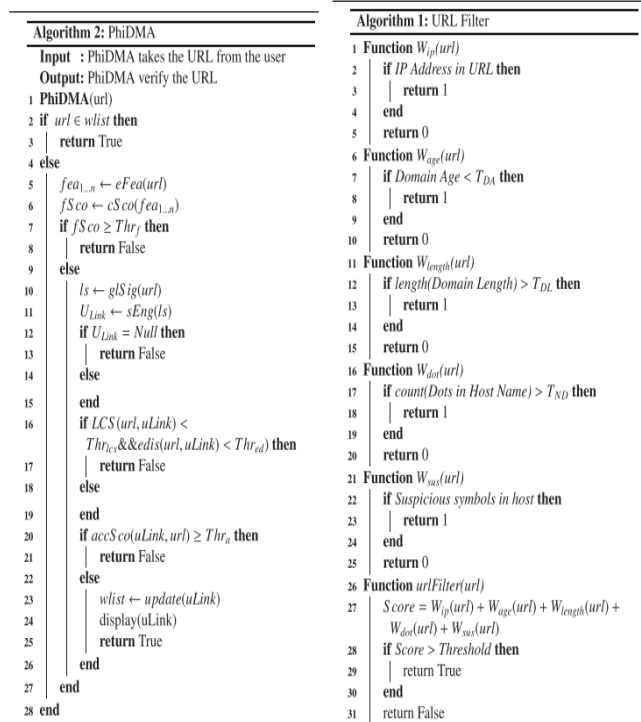 Algorithm 2: PhiDMA
Input : PhiDMA takes the URL from the user
Output: PhiDMA verify the URL
1 PhiDMA(url)
2 if url ∈ wlist then
3 return True
4 else
5 fea1...n ← eFea(url)
6 fSco ← cSco(fea1...n)
7 if fSco ≥ Thrf then
8 return False
9 else
10 ls ← glSig(url)
11 ULink ← sEng(ls)
12 if ULink = Null then
13 return False
14 else
15 end
16 if LCS(url, uLink) <
Thrlcs&&edis(url, uLink) < Thred) then
17 return False
18 else
19 end
20 if accSco(uLink, url) ≥ Thra then
21 return False
22 else
23 wlist ← update(uLink)
24 display(uLink)
25 return True
26 end
27 end
28 end
Algorithm 1: URL Filter
1 Function Wip(url)
2 if IP Address in URL then
3 return 1
4 end
5 return 0
6 Function Wage(url)
7 if Domain Age < TDA then
8 return 1
9 end
10 return 0
11 Function Wlength(url)
12 if length(Domain Length) > TDL then
13 return 1
14 end
15 return 0
16 Function Wdot(url)
17 if count(Dots in Host Name) > TND then
18 return 1
19 end
20 return 0
21 Function Wsus(url)
22 if Suspicious symbols in host then
23 return 1
24 end
25 return 0
26 Function urlFilter(url)
27 Score = Wip(url) + Wage(url) + Wlength(url) +
Wdot(url) + Wsus(url)
28 if Score > Threshold then
29 return True
30 end
31 return False